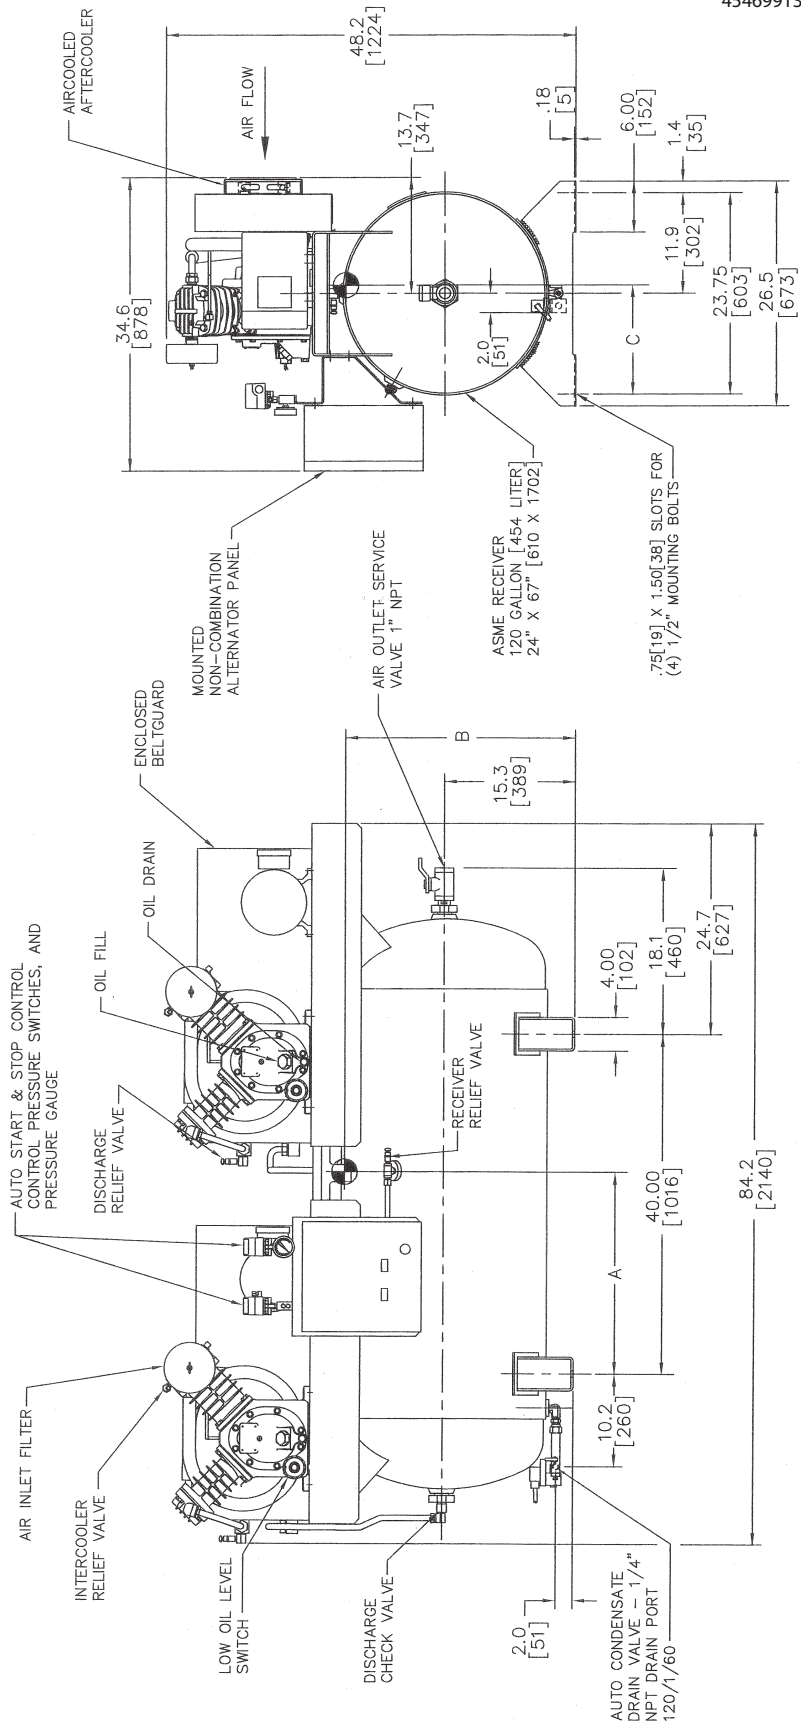 45469913
AUTO START & STOP CONTROL
CONTROL PRESSURE SWITCHES, AND
PRESSURE GAUGE
AIR INLET FILTER
INTERCOOLER
RELIEF VALVE
LOW OIL LEVEL
SWITCH
DISCHARGE
CHECK VALVE
2.0
[51]
AUTO CONDENSATE
DRAIN VALVE – 1/4"
NPT DRAIN PORT
120/1/60
DISCHARGE
RELIEF VALVE
OIL FILL
OIL DRAIN
ENCLOSED
BELTGUARD
RECEIVER
RELIEF VALVE
AIR OUTLET SERVICE
VALVE 1" NPT
B
15.3
[389]
10.2
[260]
A
4.00
[102]
18.1
[460]
40.00
[1016]
24.7
[627]
84.2
[2140]
MOUNTED
NON–COMBINATION
ALTERNATOR PANEL
34.6
[878]
AIRCOOLED
AFTERCOOLER
AIR FLOW
48.2
[1224]
13.7
[347]
.18
[5]
6.00
[152]
1.4
[35]
2.0
[51]
11.9
[302]
C
23.75
[603]
26.5
[673]
ASME RECEIVER
120 GALLON [454 LITER]
24" X 67" [610 X 1702]
.75[19] X 1.50[38] SLOTS FOR
(4) 1/2" MOUNTING BOLTS